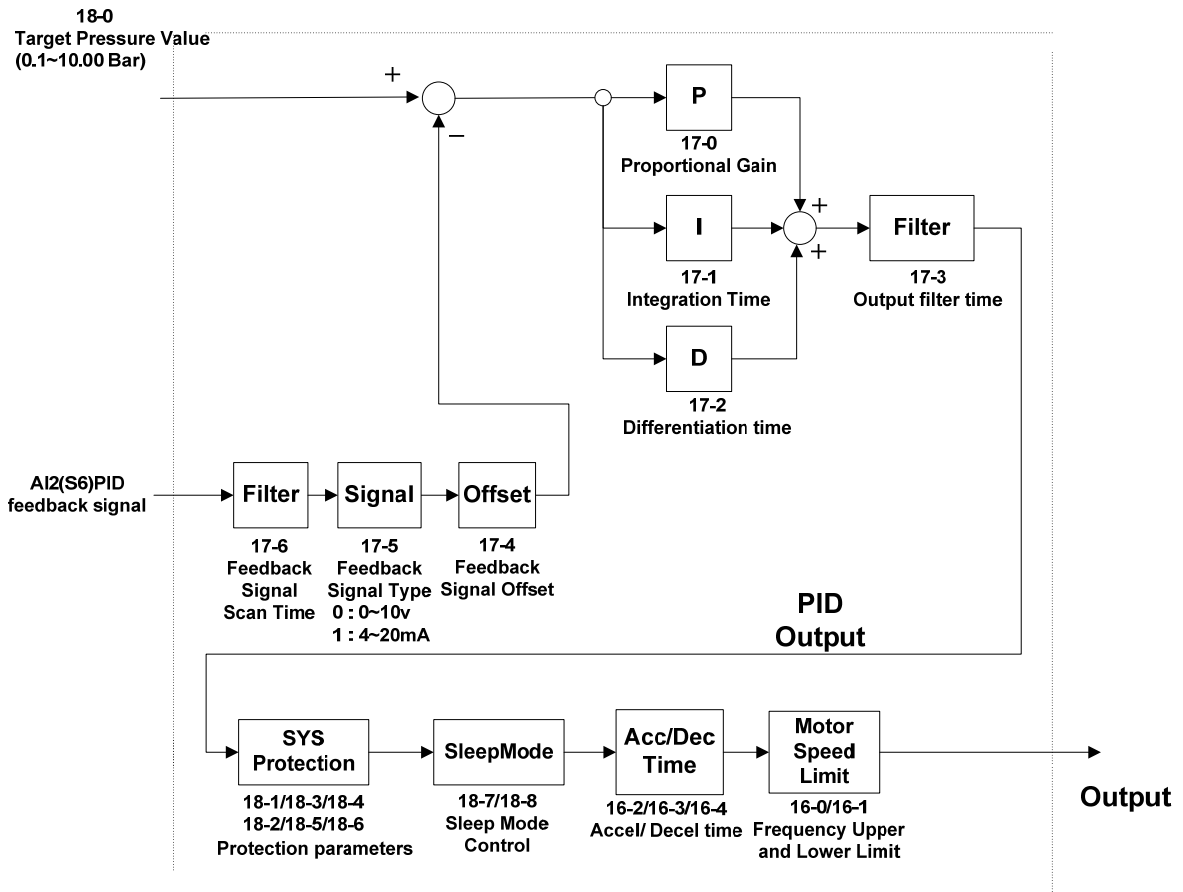 18-0
Target Pressure Value
(0.1~10.00 Bar)
+
−
P
17-0
Proportional Gain
I
17-1
Integration Time
D
17-2
Differentiation time
+
+
Filter
17-3
Output filter time
AI2(S6)PID
feedback signal
Filter
17-6
Feedback
Signal
Scan Time
Signal
17-5
Feedback
Signal Type
0 : 0~10v
1 : 4~20mA
Offset
17-4
Feedback
Signal Offset
PID
Output
SYS
Protection
18-1/18-3/18-4
18-2/18-5/18-6
Protection parameters
SleepMode
18-7/18-8
Sleep Mode
Control
Acc/Dec
Time
16-2/16-3/16-4
Accel/ Decel time
Motor
Speed
Limit
16-0/16-1
Frequency Upper
and Lower Limit
Output